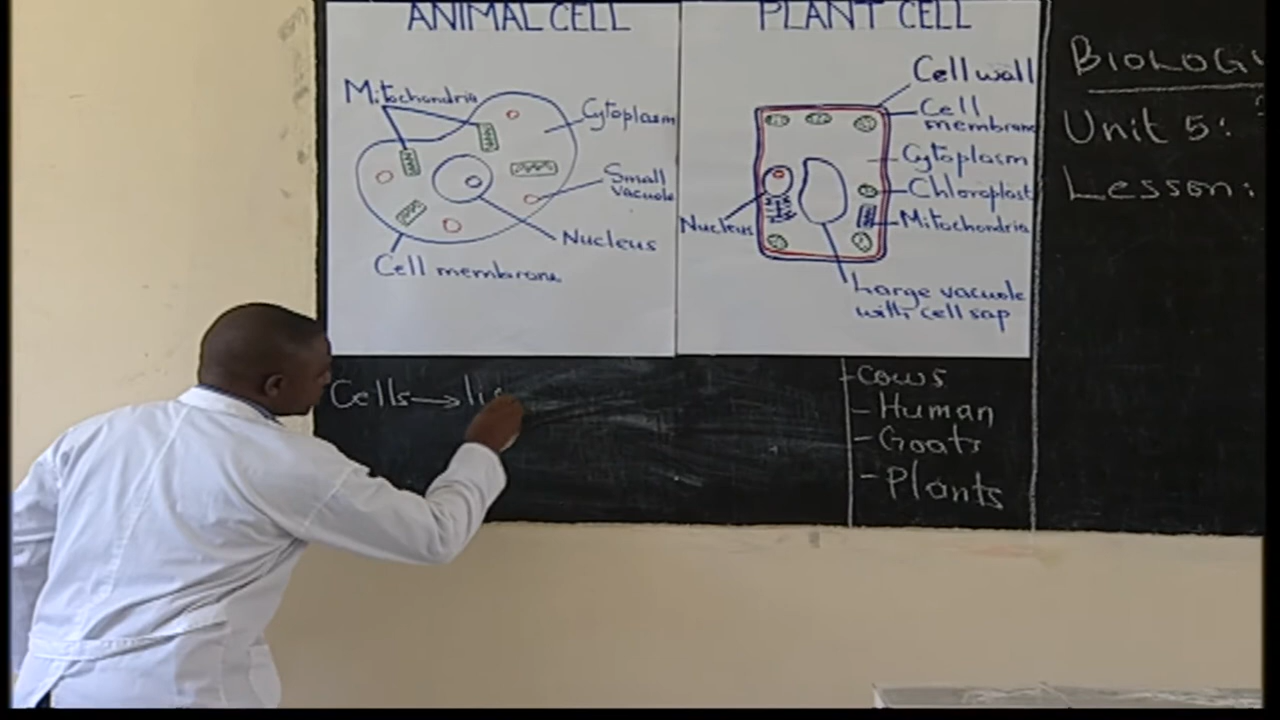 ANIMAL CELL
Mitochondria
Cytoplasm
Small
vacuole
Nucleus
Cell membrane
PLANT CELL
Cell wall
Cell
membrane
Cytoplasm
Chloroplast
Mitochondria
Nucleus
Large vacuole
with cell sap
Unit 5:
Lesson:
Cells→
-Cows
-Human
-Goats
-Plants